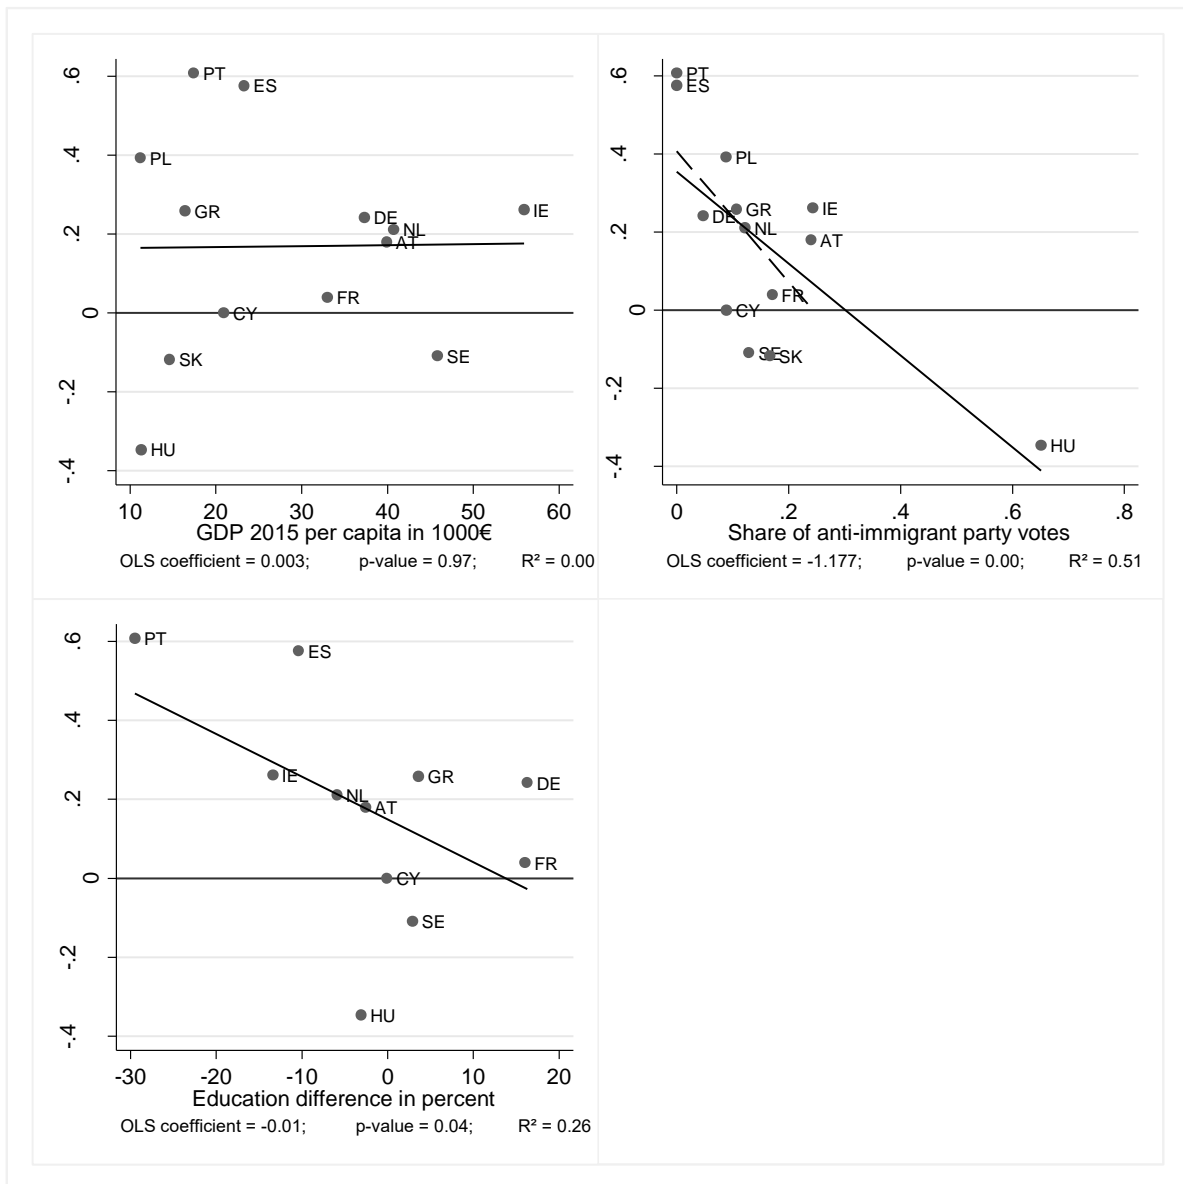 .6
.4
.2
0
-.2
-.4
PT
ES
PL
GR
DE
NL
AT
IE
FR
CY
SK
SE
HU
10 20 30 40 50 60
GDP 2015 per capita in 1000€
OLS coefficient = 0.003; p-value = 0.97; R² = 0.00
.6
.4
.2
0
-.2
-.4
PT
ES
PL
GR
DE
NL
IE
AT
FR
CY
SE
SK
HU
0 .2 .4 .6 .8
Share of anti-immigrant party votes
OLS coefficient = -1.177; p-value = 0.00; R² = 0.51
.6
.4
.2
0
-.2
-.4
PT
ES
IE
GR
DE
NL
AT
FR
CY
SE
HU
-30 -20 -10 0 10 20
Education difference in percent
OLS coefficient = -0.01; p-value = 0.04; R² = 0.26